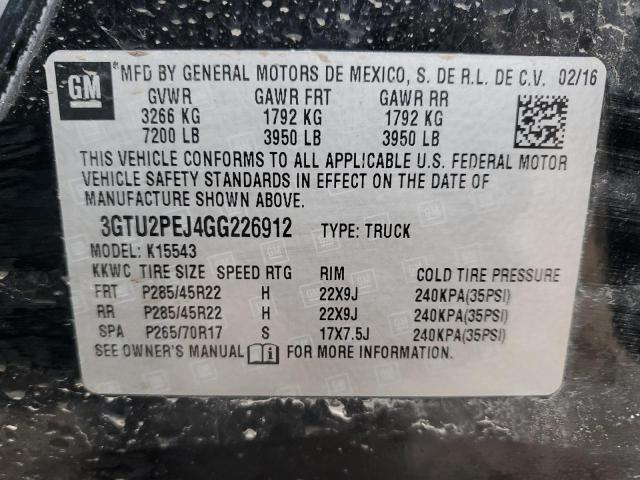 GM
® MFD BY GENERAL MOTORS DE MEXICO, S. DE R.L. DE C.V. 02/16
GVWR GAWR FRT GAWR RR
3266 KG 1792 KG 1792 KG
7200 LB 3950 LB 3950 LB
THIS VEHICLE CONFORMS TO ALL APPLICABLE U.S. FEDERAL MOTOR
VEHICLE SAFETY STANDARDS IN EFFECT ON THE DATE OF
MANUFACTURE SHOWN ABOVE.
3GTU2PEJ4GG226912 TYPE: TRUCK
MODEL: K15543
KKWC TIRE SIZE SPEED RTG RIM COLD TIRE PRESSURE
FRT P285/45R22 H 22X9J 240KPA(35PSI)
RR P285/45R22 H 22X9J 240KPA(35PSI)
SPA P265/70R17 S 17X7.5J 240KPA(35PSI)
SEE OWNER'S MANUAL FOR MORE INFORMATION.